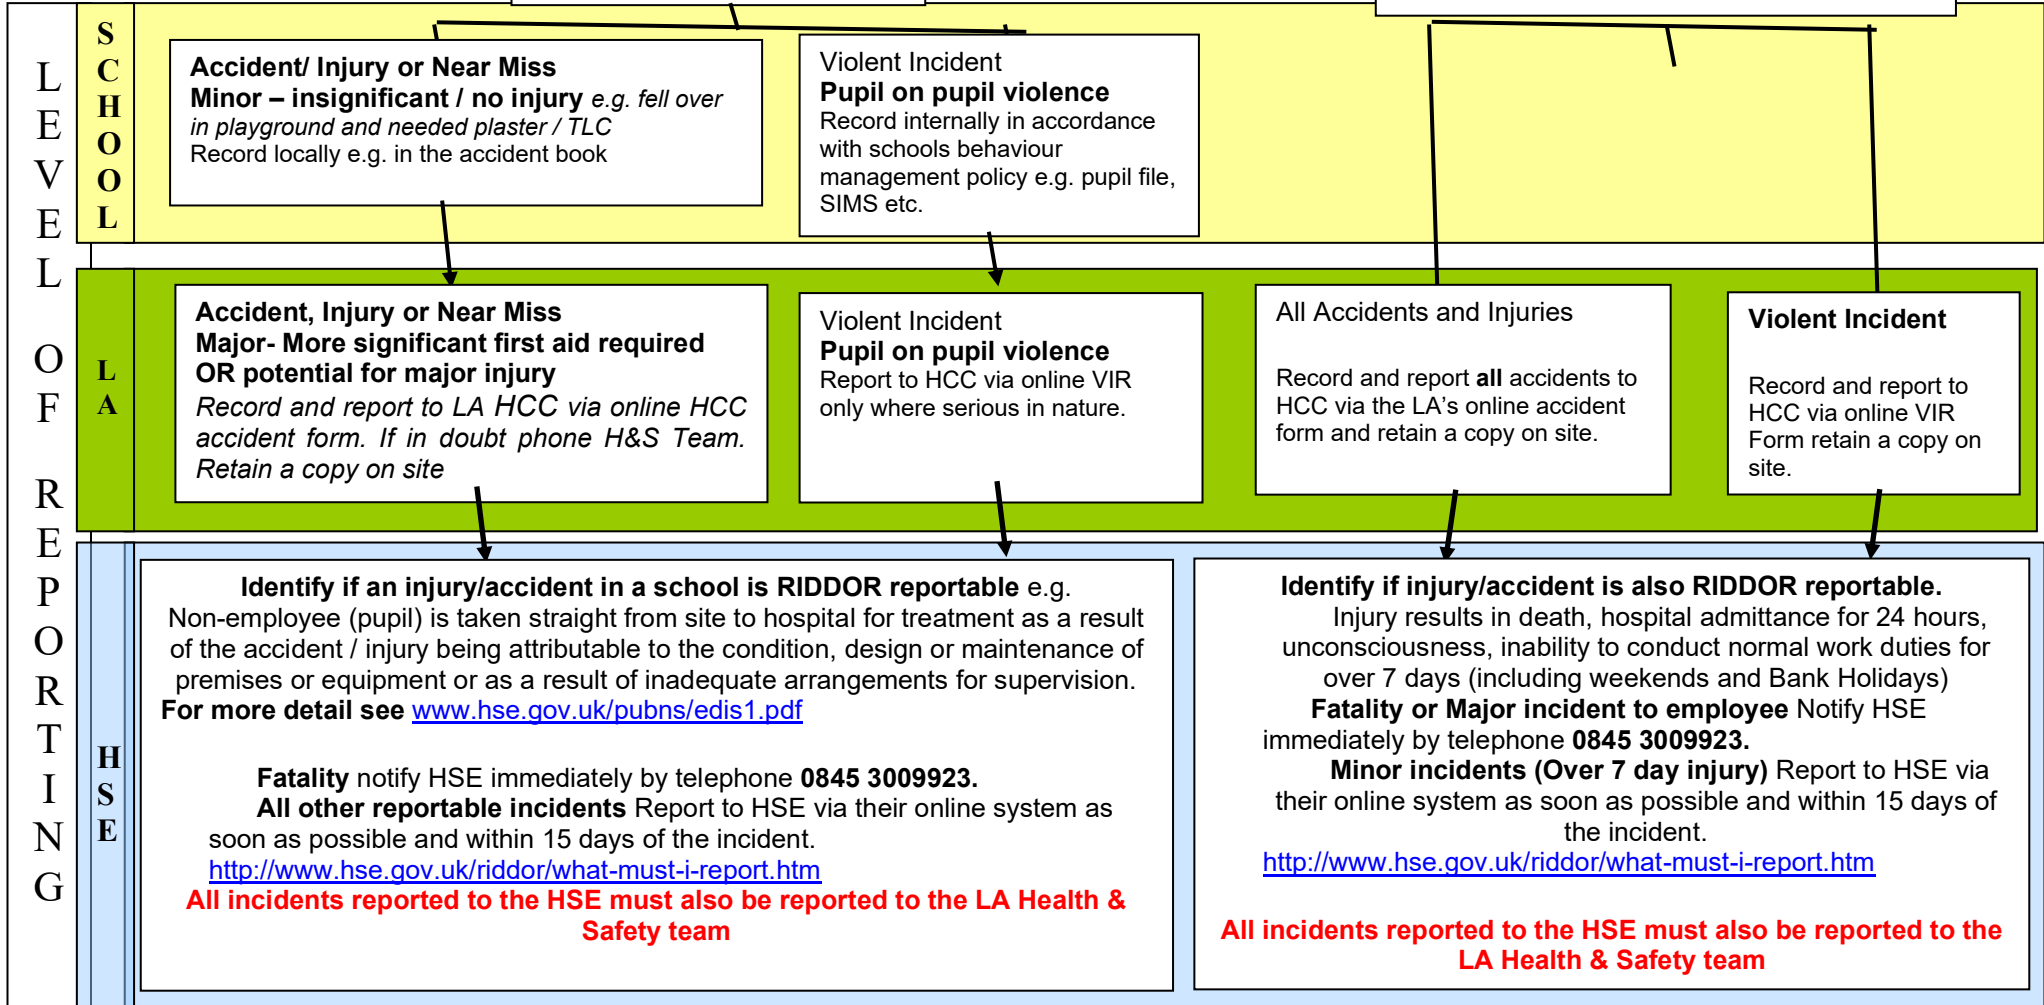 LEVEL OF REPORTING
SCHOOL
Accident/ Injury or Near Miss
Minor – insignificant / no injury e.g. fell over
in playground and needed plaster / TLC
Record locally e.g. in the accident book
Violent Incident
Pupil on pupil violence
Record internally in accordance
with schools behaviour
management policy e.g. pupil file,
SIMS etc.
LA
Accident, Injury or Near Miss
Major- More significant first aid required
OR potential for major injury
Record and report to LA HCC via online HCC
accident form. If in doubt phone H&S Team.
Retain a copy on site
Violent Incident
Pupil on pupil violence
Report to HCC via online VIR
only where serious in nature.
All Accidents and Injuries
Record and report all accidents to
HCC via the LA's online accident
form and retain a copy on site.
Violent Incident
Record and report to
HCC via online VIR
Form retain a copy on
site.
HSE
Identify if an injury/accident in a school is RIDDOR reportable e.g.
Non-employee (pupil) is taken straight from site to hospital for treatment as a result
of the accident / injury being attributable to the condition, design or maintenance of
premises or equipment or as a result of inadequate arrangements for supervision.
For more detail see www.hse.gov.uk/pubns/edis1.pdf
Fatality notify HSE immediately by telephone 0845 3009923.
All other reportable incidents Report to HSE via their online system as
soon as possible and within 15 days of the incident.
http://www.hse.gov.uk/riddor/what-must-i-report.htm
All incidents reported to the HSE must also be reported to the LA Health &
Safety team
Identify if injury/accident is also RIDDOR reportable.
Injury results in death, hospital admittance for 24 hours,
unconsciousness, inability to conduct normal work duties for
over 7 days (including weekends and Bank Holidays)
Fatality or Major incident to employee Notify HSE
immediately by telephone 0845 3009923.
Minor incidents (Over 7 day injury) Report to HSE via
their online system as soon as possible and within 15 days of
the incident.
http://www.hse.gov.uk/riddor/what-must-i-report.htm
All incidents reported to the HSE must also be reported to the
LA Health & Safety team